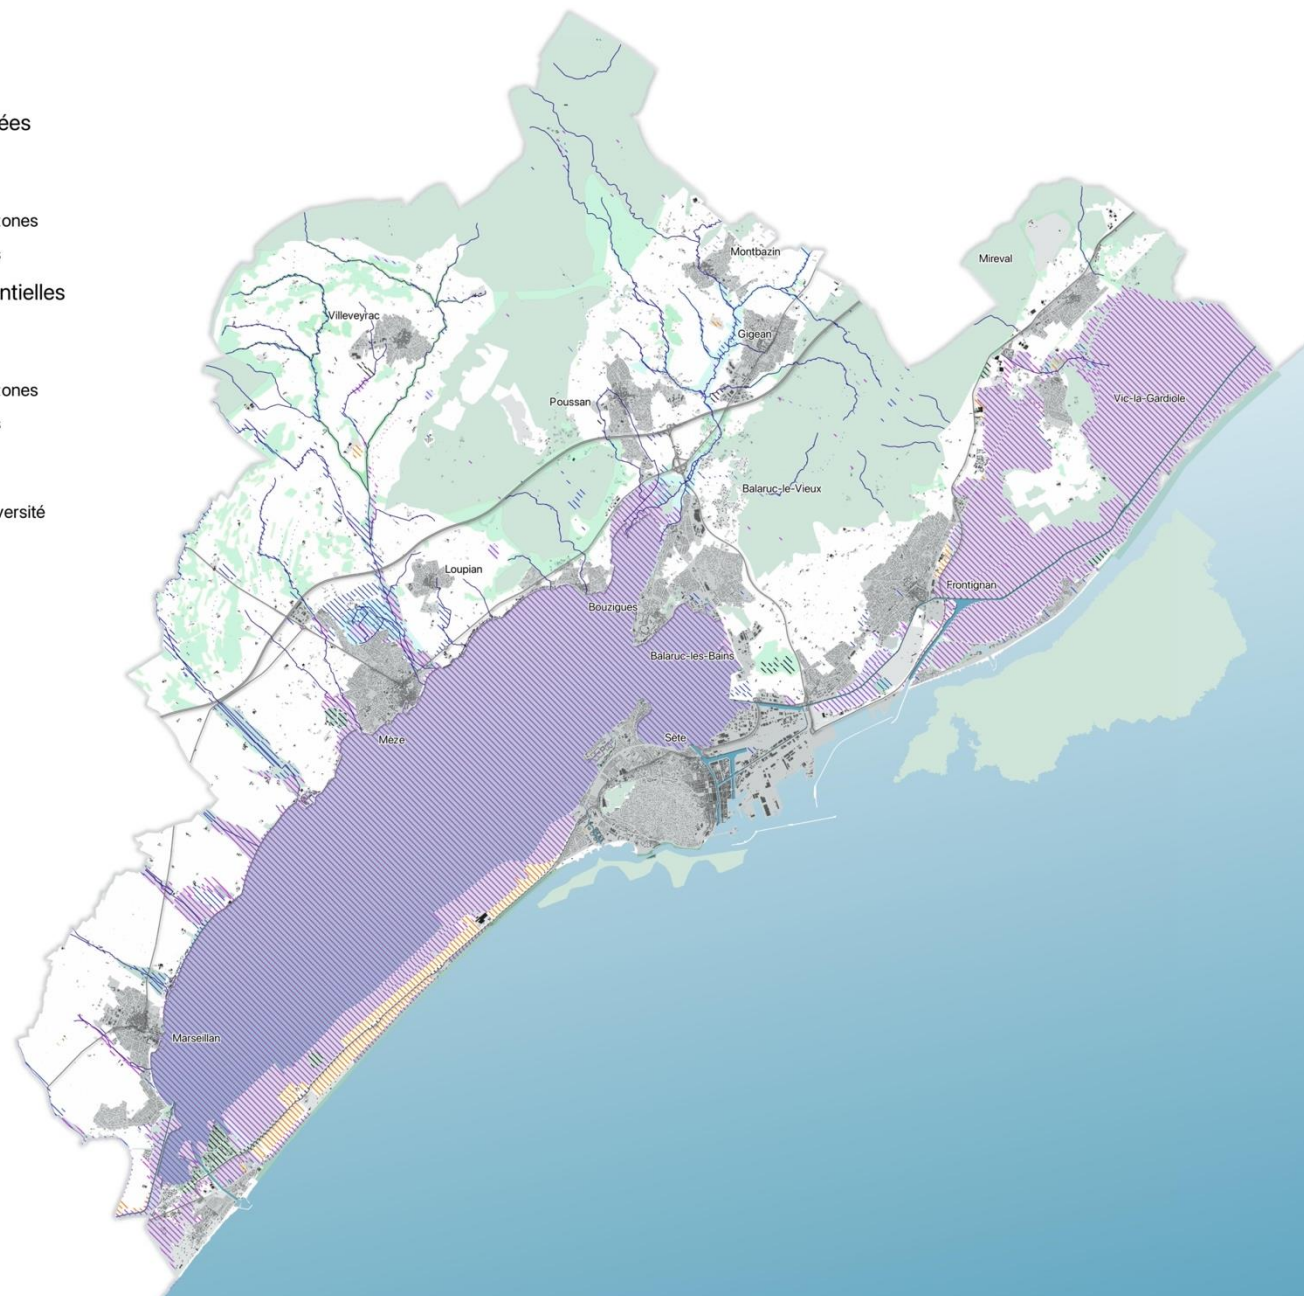 ées
ones
s
ntielles
ones
s
versité
Montbazin
Mireval
Villeveyrac
Gigean
Poussan
Vic-la-Gardiole
Balaruc-le-Vieux
Loupian
Frontignan
Bouzigues
Balaruc-les-Bains
Sète
Mèze
Marseillan